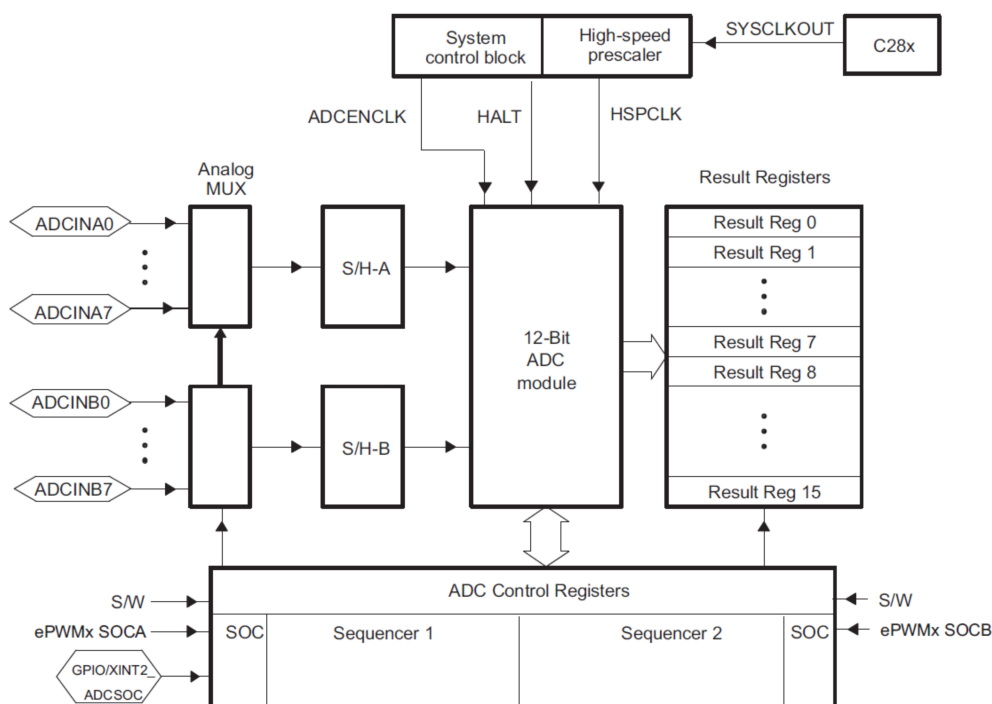 System
control block
High-speed
prescaler
SYSCLKOUT
C28x
ADCENCLK
HALT
HSPCLK
Analog
MUX
Result Registers
ADCINA0
ADCINA7
S/H-A
12-Bit
ADC
module
Result Reg 0
Result Reg 1
Result Reg 7
Result Reg 8
Result Reg 15
ADCINB0
ADCINB7
S/H-B
ADC Control Registers
S/W
S/W
ePWMx SOCA
SOC
Sequencer 1
Sequencer 2
SOC
ePWMx SOCB
GPIO/XINT2_
ADCSOC